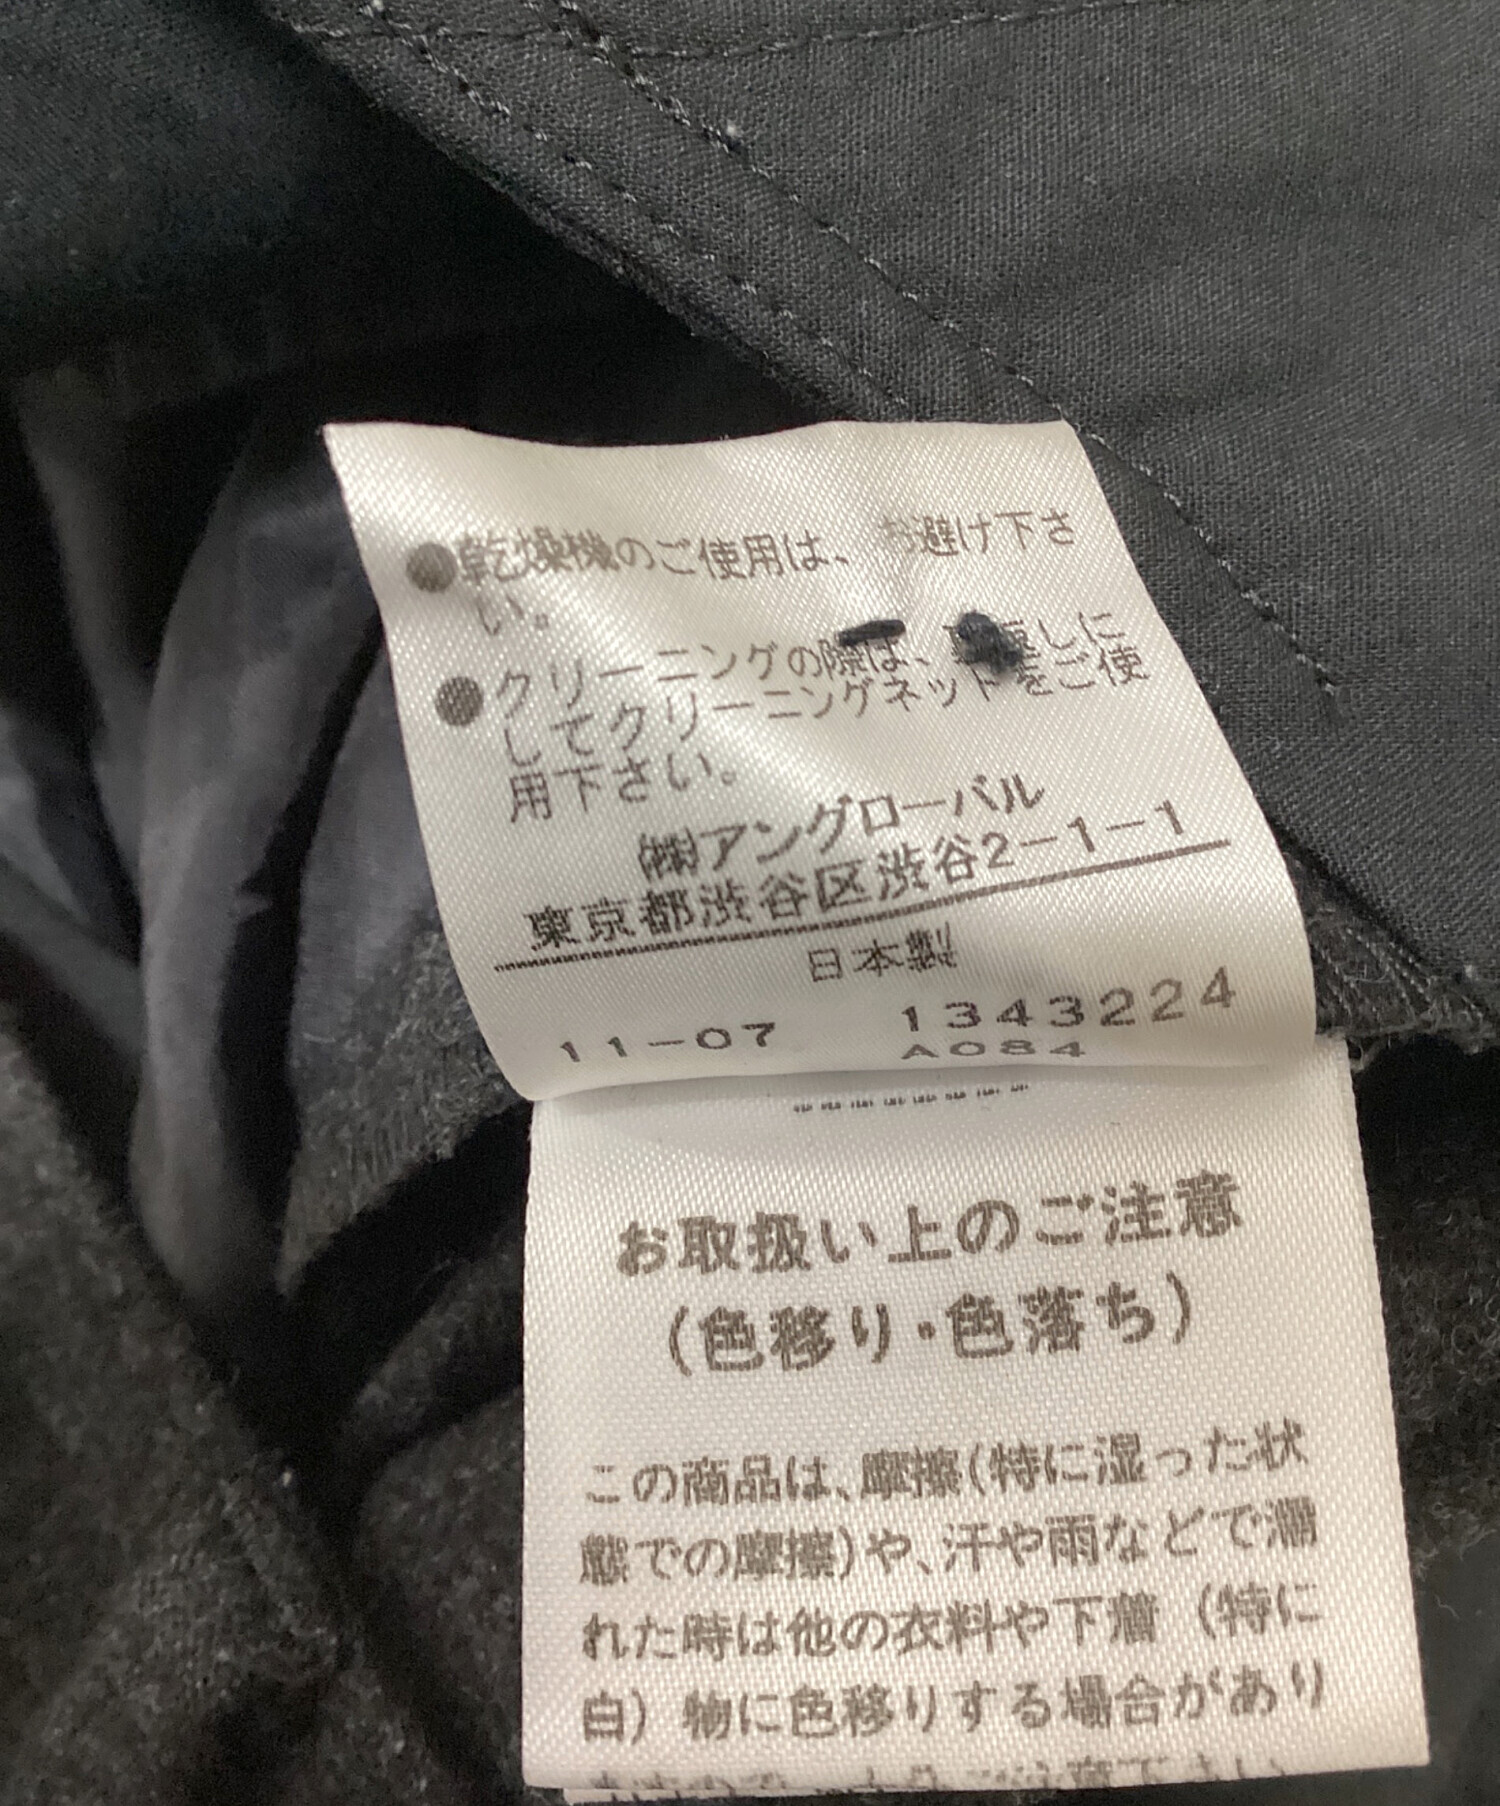 ●乾燥機のご使用は、お避け下さ
い。
●クリーニングの際は、裏返しに
してクリーニングネットをご使
用下さい。
㈱アングローバル
東京都渋谷区渋谷2-1-1
日本製
11-07 1343224
A084
お取扱い上のご注意
(色移り・色落ち)
この商品は、摩擦(特に湿った状
態での摩擦)や、汗や雨などで濡
れた時は他の衣料や下着(特に
白)物に色移りする場合があり